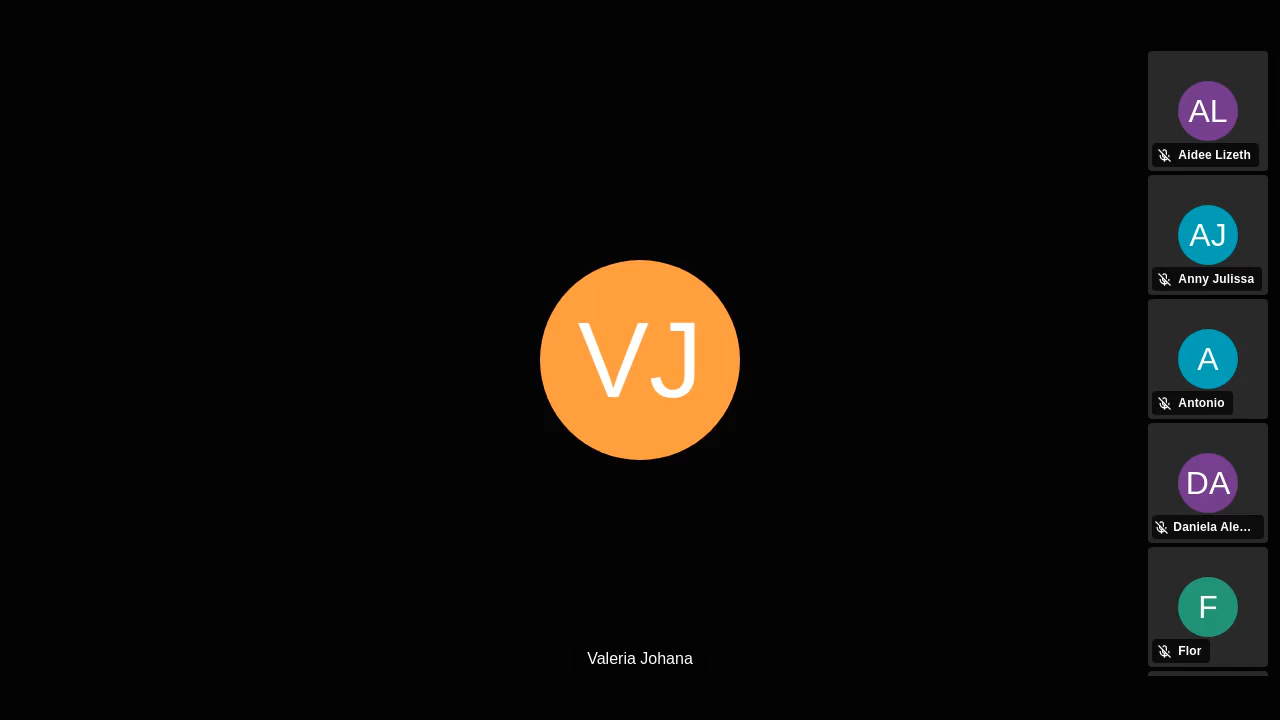 VJ
Valeria Johana
AL
Aidee Lizeth
AJ
Anny Julissa
A
Antonio
DA
Daniela Ale...
F
Flor